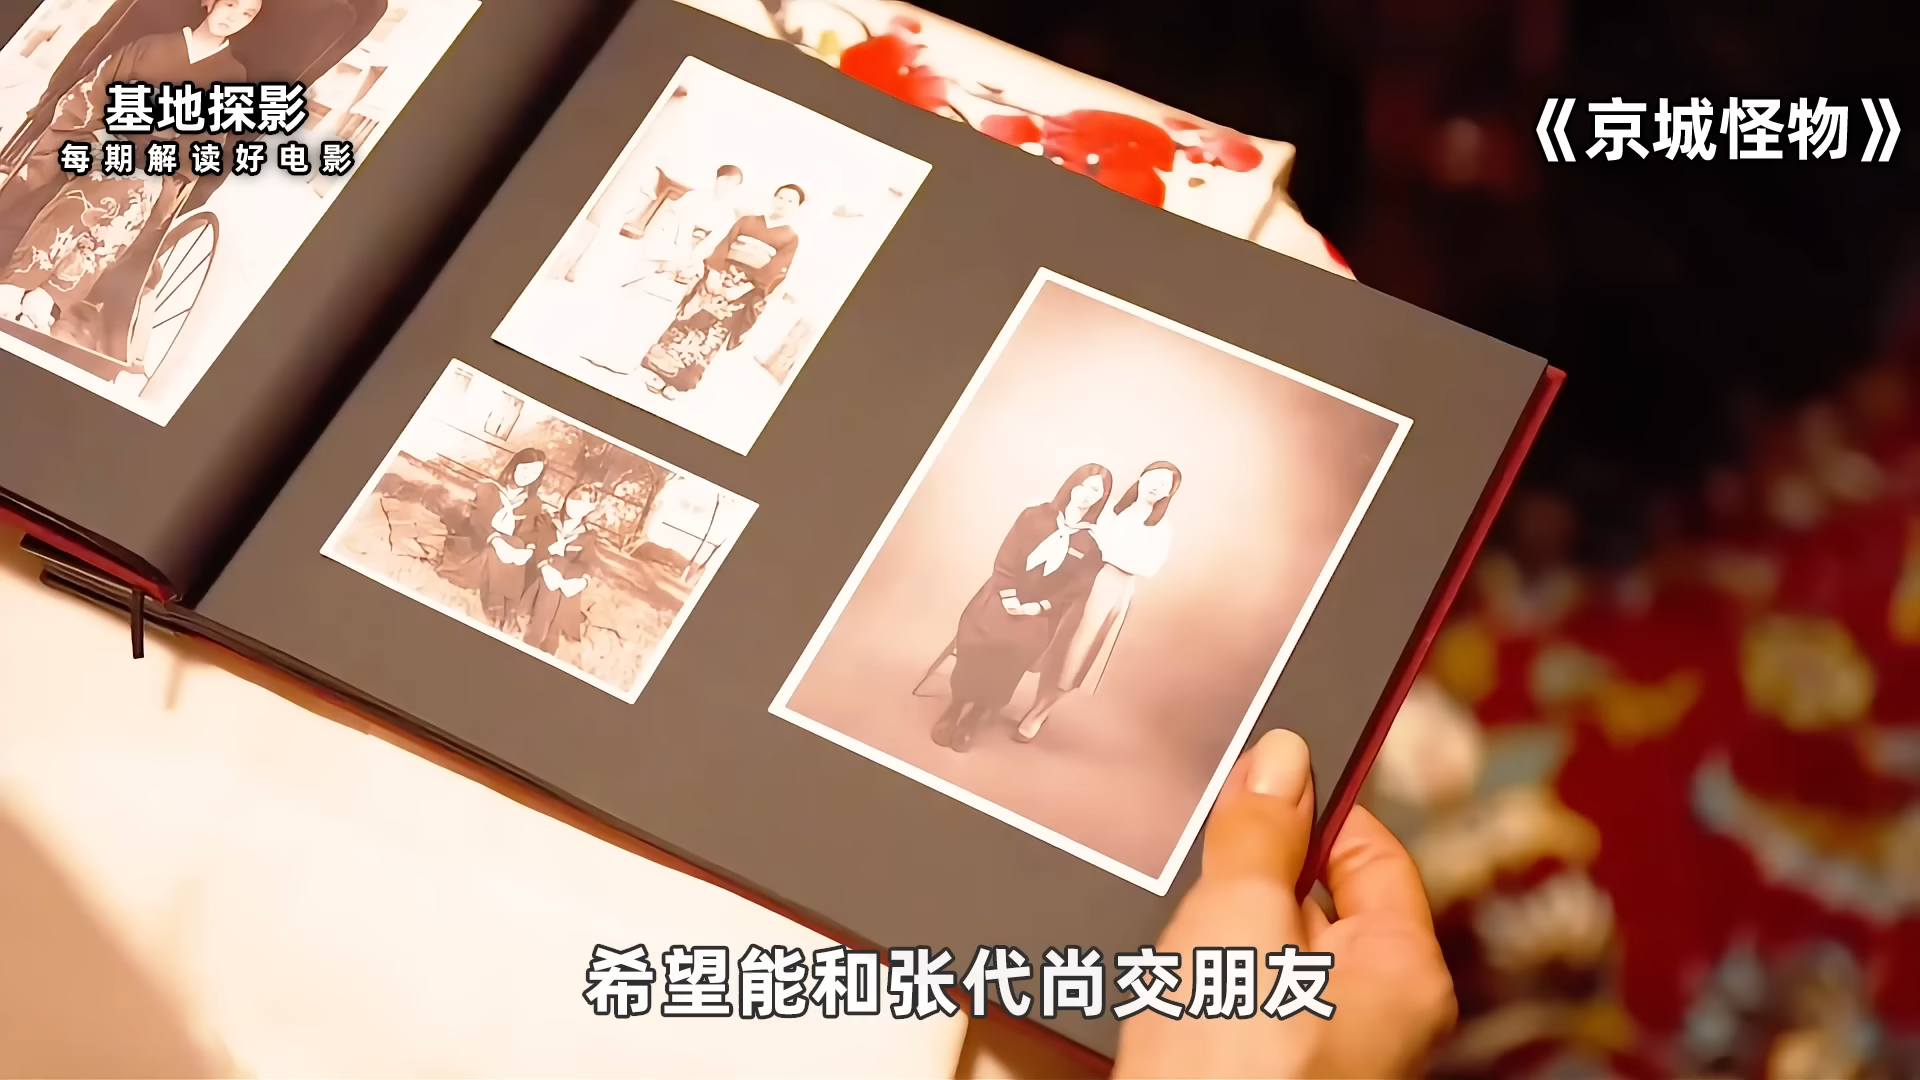 基地探影
每期解读好电影
《京城怪物》
希望能和张代尚交朋友